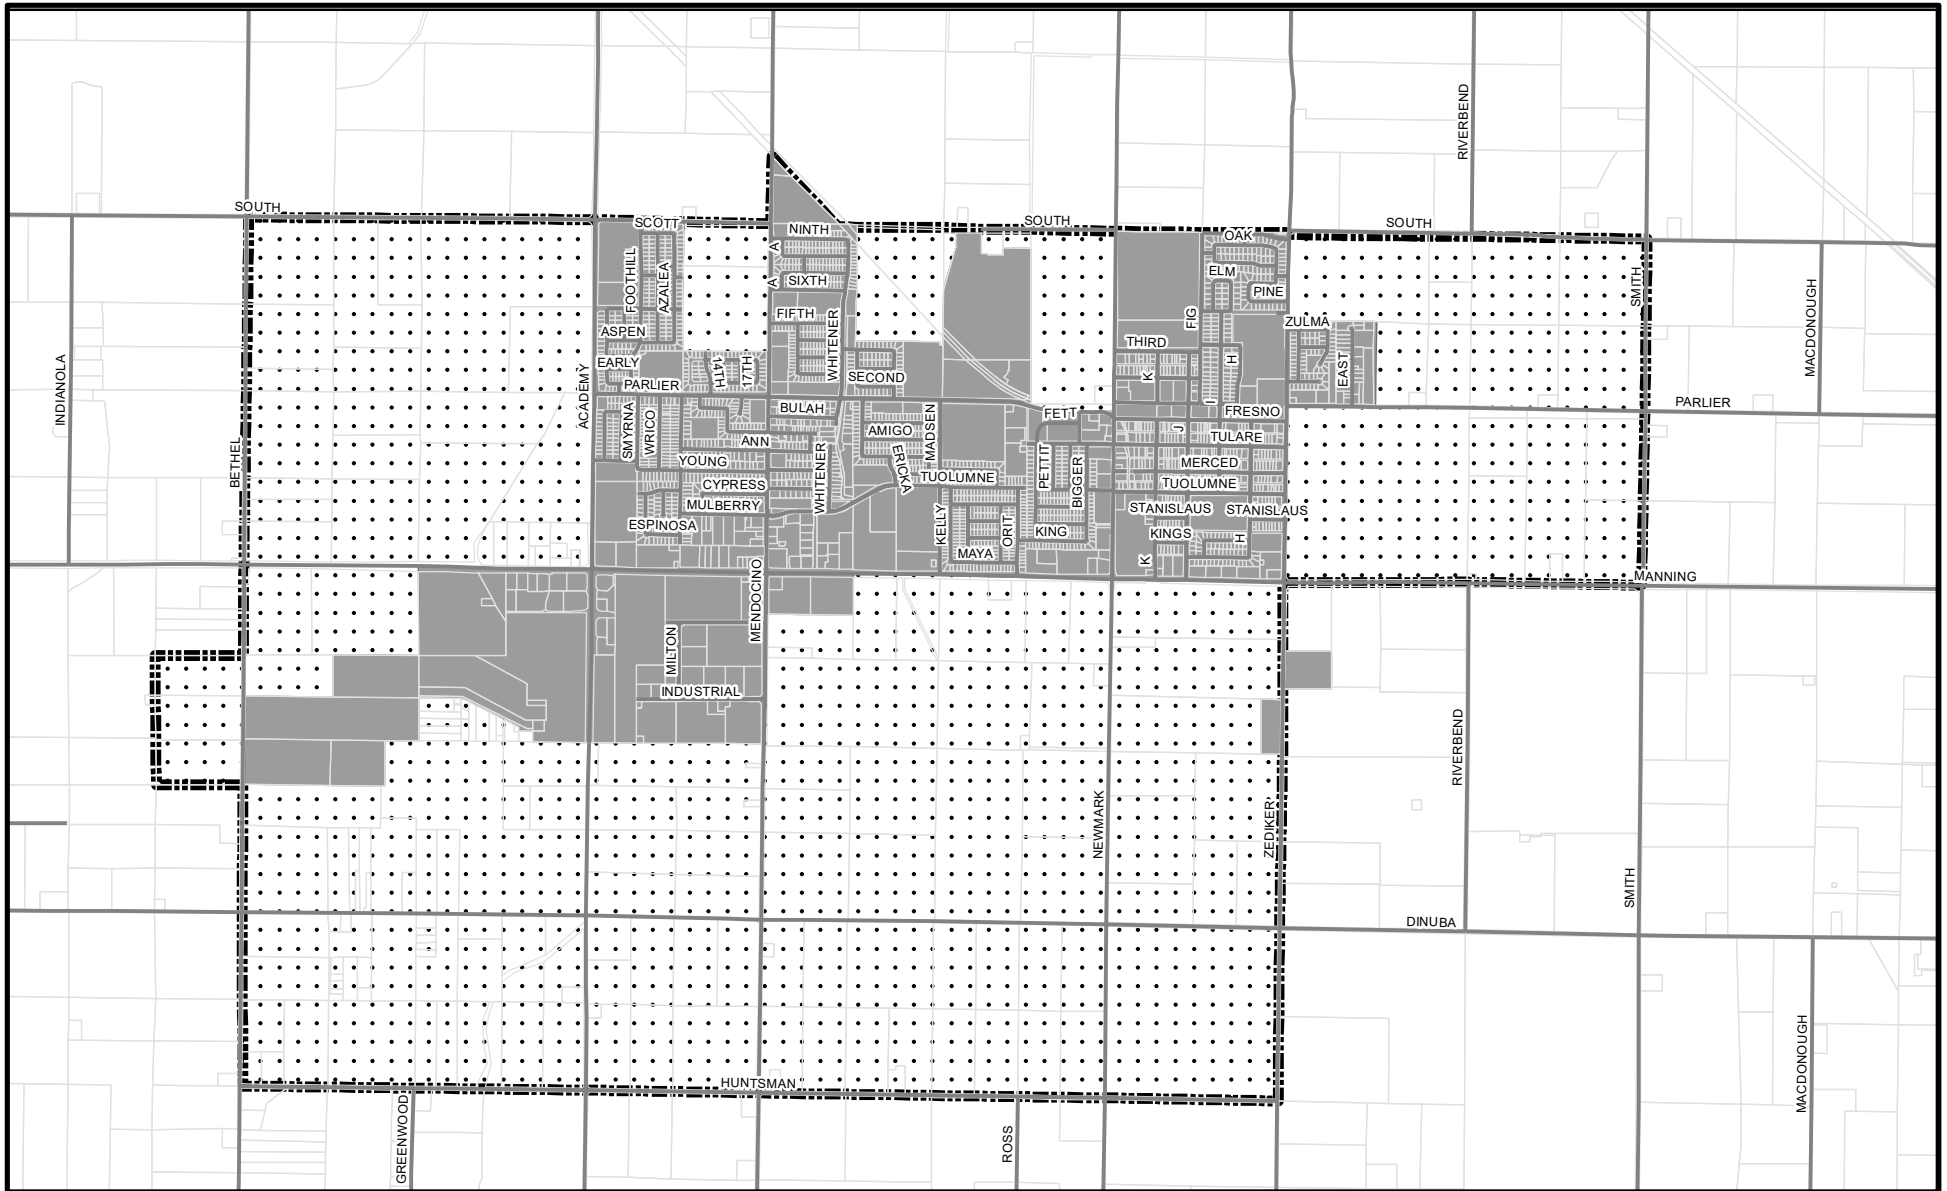 RIVERBEND
SOUTH
SCOTT
SOUTH
SOUTH
NINTH
OAK
A
FOOTHILL
AZALEA
SIXTH
A
ELM
PINE
SMITH
MACDONOUGH
FIFTH
FIG
ZULMA
ASPEN
WHITENER
THIRD
INDIANOLA
EARLY
14TH
17TH
SECOND
K
H
EAST
ACADEMY
PARLIER
PARLIER
BULAH
FETT
I
FRESNO
SMYRNA
WRICO
AMIGO
MADSEN
J
TULARE
ANN
BETHEL
YOUNG
ERICKA
PETTIT
BIGGER
MERCED
CYPRESS
WHITENER
TUOLUMNE
TUOLUMNE
MULBERRY
STANISLAUS
STANISLAUS
ESPINOSA
KELLY
ORIT
KING
KINGS
H
MAYA
K
MENDOCINO
MANNING
MILTON
INDUSTRIAL
RIVERBEND
NEWMARK
ZEDIKER
SMITH
DINUBA
MACDONOUGH
HUNTSMAN
GREENWOOD
ROSS